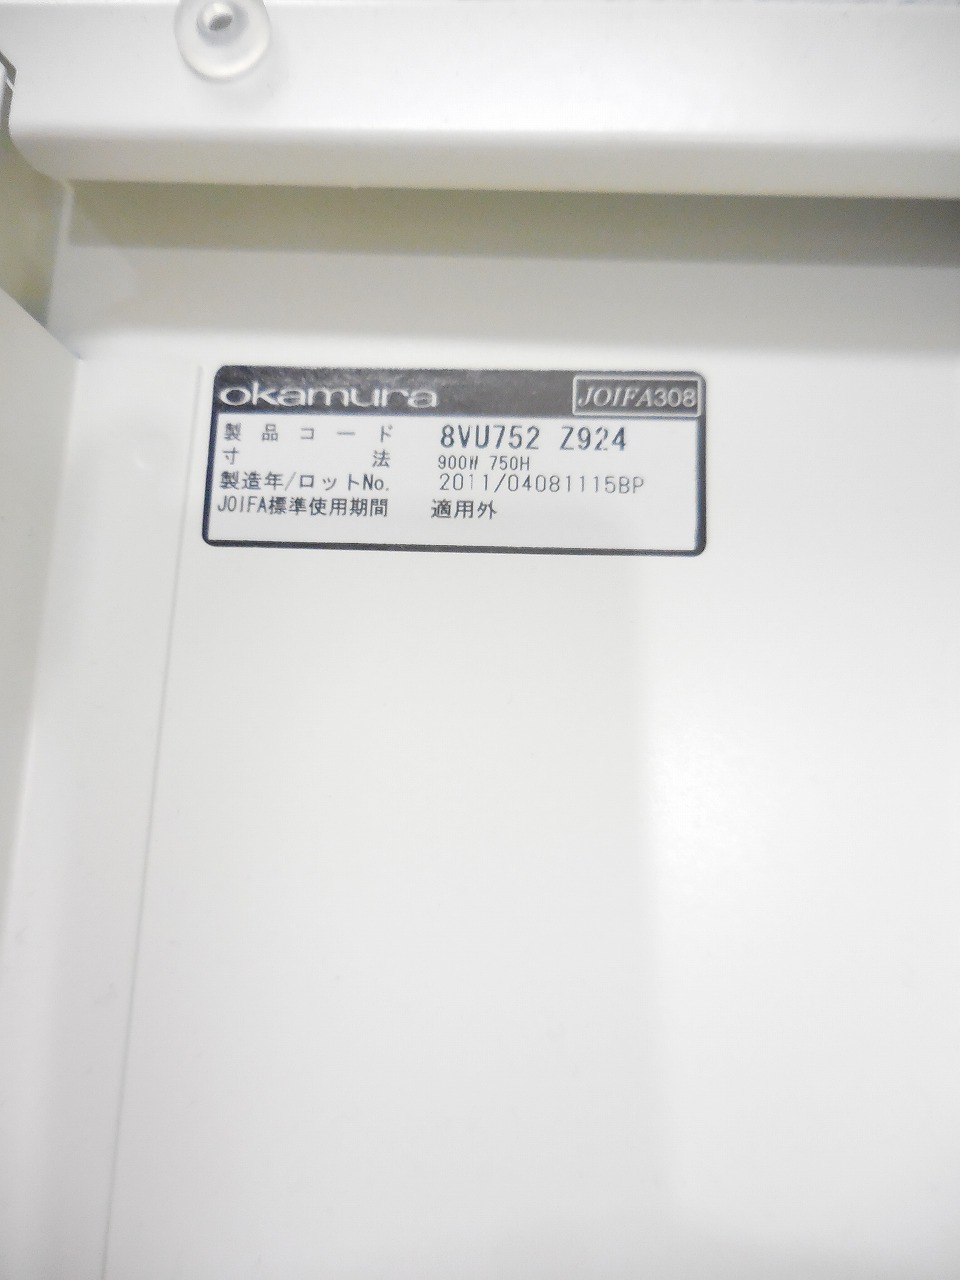 okamura JOIFA308
製品コード 8VU752 Z924
寸法 900W 750H
製造年/ロットNo. 2011/04081115BP
JOIFA標準使用期間 適用外